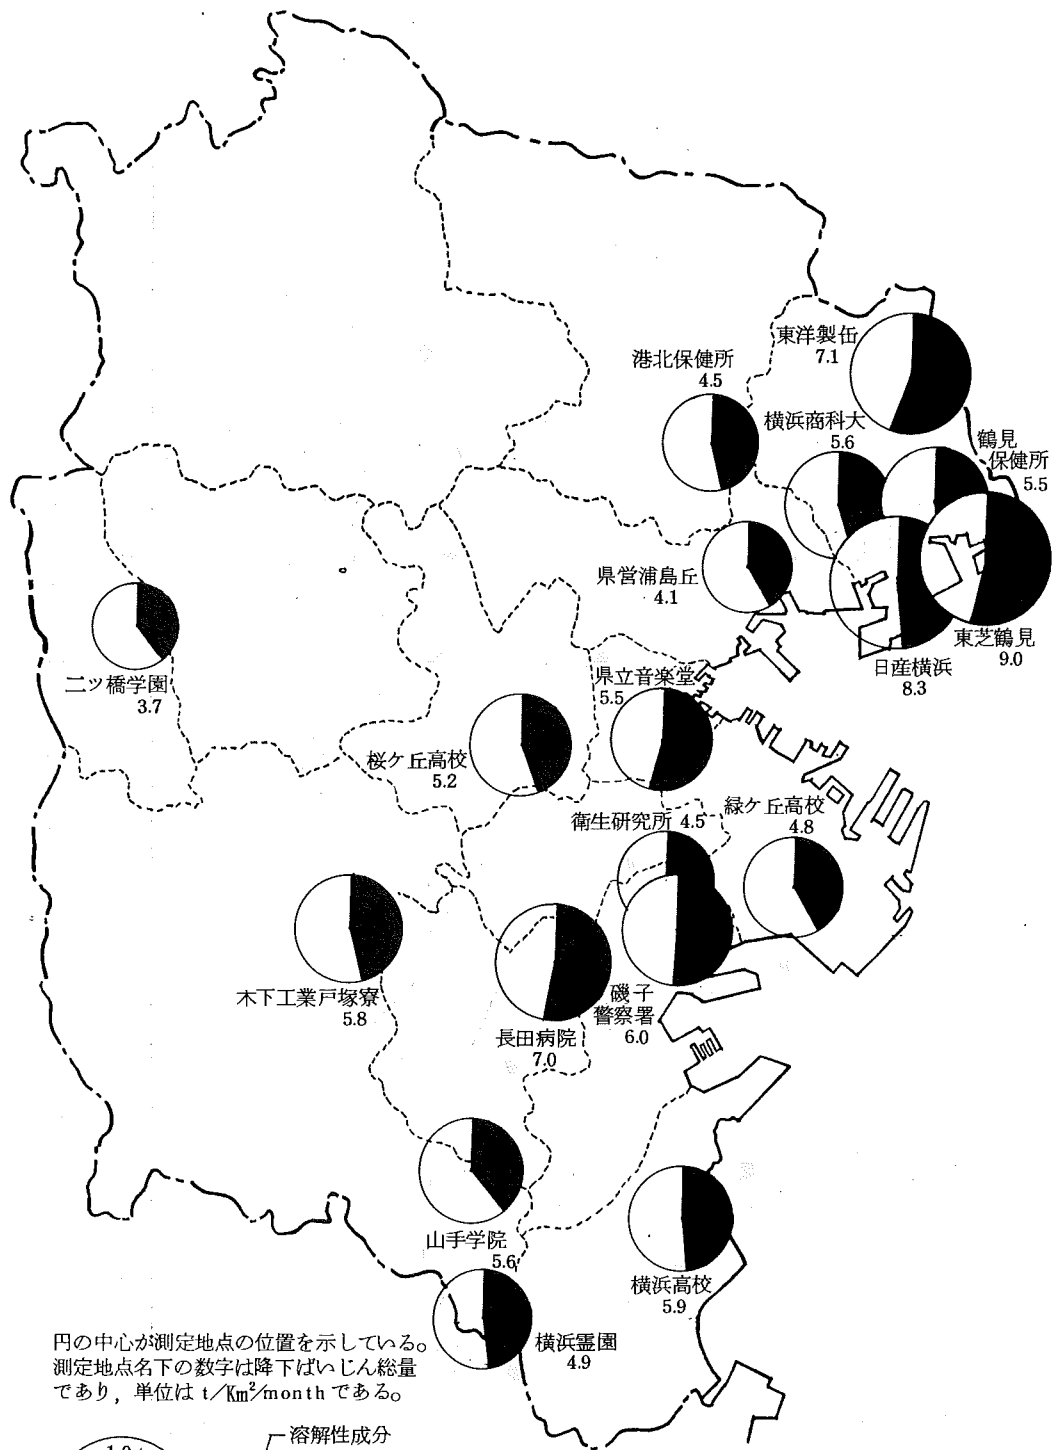 東洋製缶
7.1
港北保健所
4.5
横浜商科大
5.6
鶴見
保健所
5.5
県営浦島丘
4.1
東芝鶴見
9.0
日産横浜
8.3
二ツ橋学園
3.7
県立音楽堂
5.5
桜ケ丘高校
5.2
衛生研究所 4.5
緑ケ丘高校
4.8
木下工業戸塚寮
5.8
長田病院
7.0
磯子
警察署
6.0
山手学院
5.6
横浜高校
5.9
横浜霊園
4.9
円の中心が測定地点の位置を示している。
測定地点名下の数字は降下ばいじん総量
であり，単位は t/Km²/month である。
溶解性成分